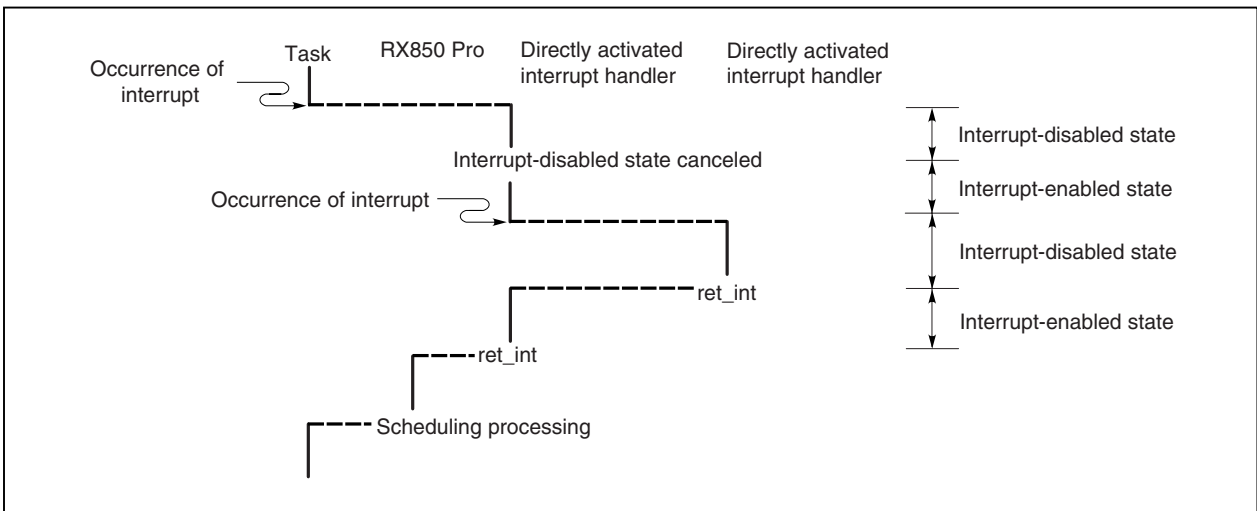 Task
RX850 Pro
Directly activated
interrupt handler
Directly activated
interrupt handler
Occurrence of
interrupt
Interrupt-disabled state
Interrupt-disabled state canceled
Interrupt-enabled state
Occurrence of interrupt
Interrupt-disabled state
ret_int
Interrupt-enabled state
ret_int
Scheduling processing